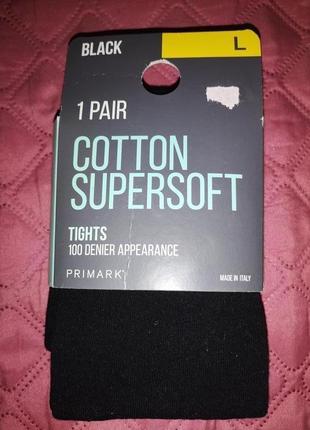 BLACK
L
1 PAIR
COTTON
SUPERSOFT
TIGHTS
100 DENIER APPEARANCE
PRIMARK
MADE IN ITALY